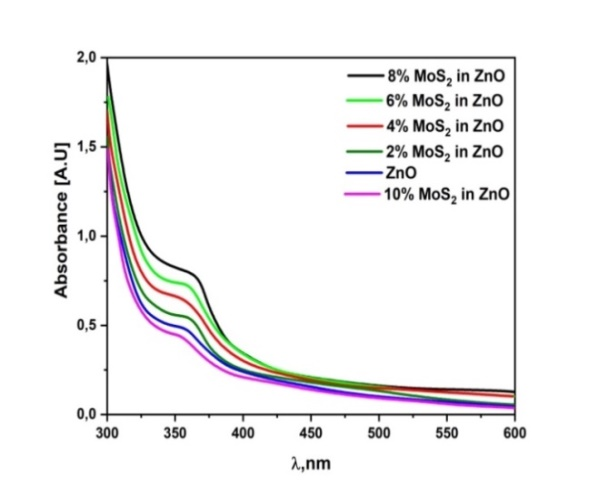 2,0
1,5
1,0
0,5
0,0
Absorbance [A.U]
8% MoS₂ in ZnO
6% MoS₂ in ZnO
4% MoS₂ in ZnO
2% MoS₂ in ZnO
ZnO
10% MoS₂ in ZnO
300 350 400 450 500 550 600
λ,nm